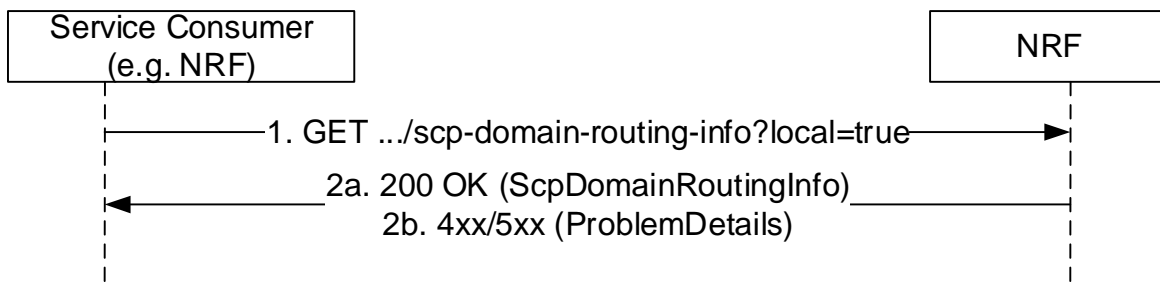 Service Consumer
(e.g. NRF)
NRF
1. GET .../scp-domain-routing-info?local=true
2a. 200 OK (ScpDomainRoutingInfo)
2b. 4xx/5xx (ProblemDetails)